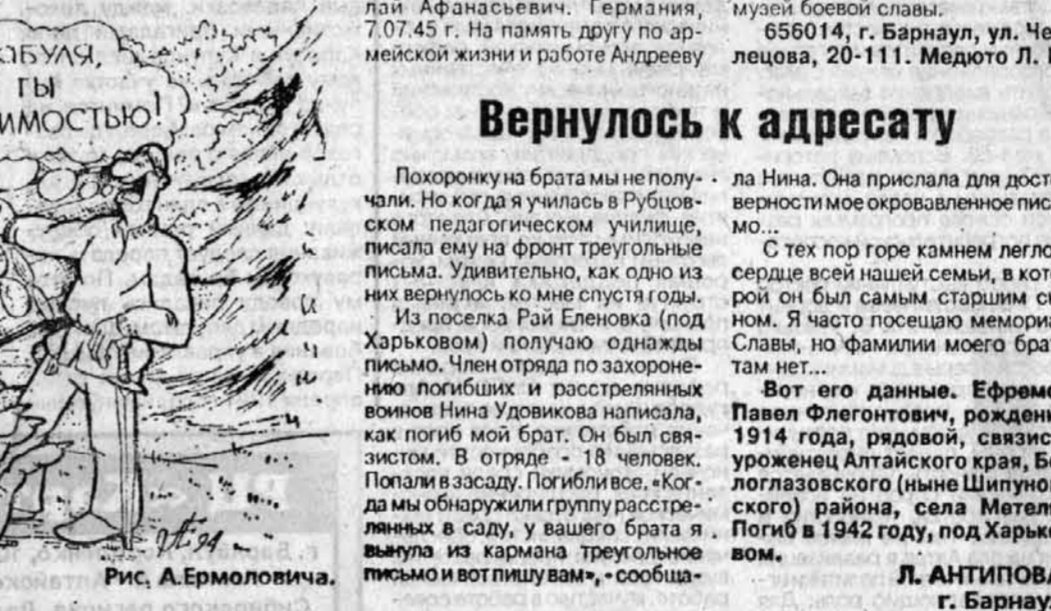 БУЛЯ,
ТЫ
ИМОСТЬЮ!
Рис. А.Ермоловича.
лай Афанасьевич. Германия,
7.07.45 г. На память другу по ар-
мейской жизни и работе Андрееву
музей боевой славы.
656014, г. Барнаул, ул. Че
лецова, 20-111. Медюто Л.
Вернулось к адресату
Похоронку на брата мы не полу-
чали. Но когда я училась в Рубцов-
ском педагогическом училище,
писала ему на фронт треугольные
письма. Удивительно, как одно из
них вернулось ко мне спустя годы.
Из поселка Рай Еленовка (под
Харьковом) получаю однажды
письмо. Член отряда по захороне-
нию погибших и расстрелянных
воинов Нина Удовикова написала,
как погиб мой брат. Он был свя-
зистом. В отряде - 18 человек.
Попали в засаду. Погибли все. «Ког-
да мы обнаружили группу расстре-
лянных в саду, у вашего брата я
вынула из кармана треугольное
письмо и вот пишу вам», - сообща-
ла Нина. Она прислала для дост
верности мое окровавленное пис
мо...
С тех пор горе камнем легло
сердце всей нашей семьи, в кото
рой он был самым старшим сы
ном. Я часто посещаю мемориа
Славы, но фамилии моего брат
там нет...
Вот его данные. Ефреме
Павел Флегонтович, рожден
1914 года, рядовой, связис
уроженец Алтайского края, Бе
логлазовского (ныне Шипунов
ского) района, села Метел
Погиб в 1942 году, под Харько
вом.
Л. АНТИПОВА
г. Барнау